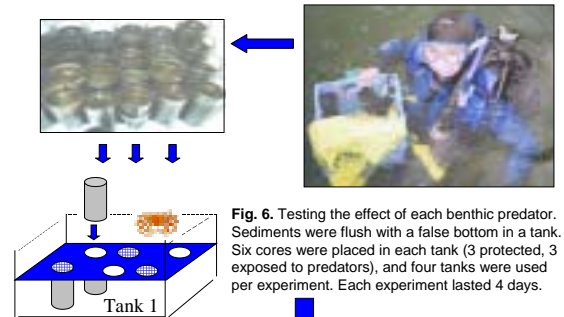 Fig. 6. Testing the effect of each benthic predator.
Sediments were flush with a false bottom in a tank.
Six cores were placed in each tank (3 protected, 3
exposed to predators), and four tanks were used
per experiment. Each experiment lasted 4 days.
Tank 1